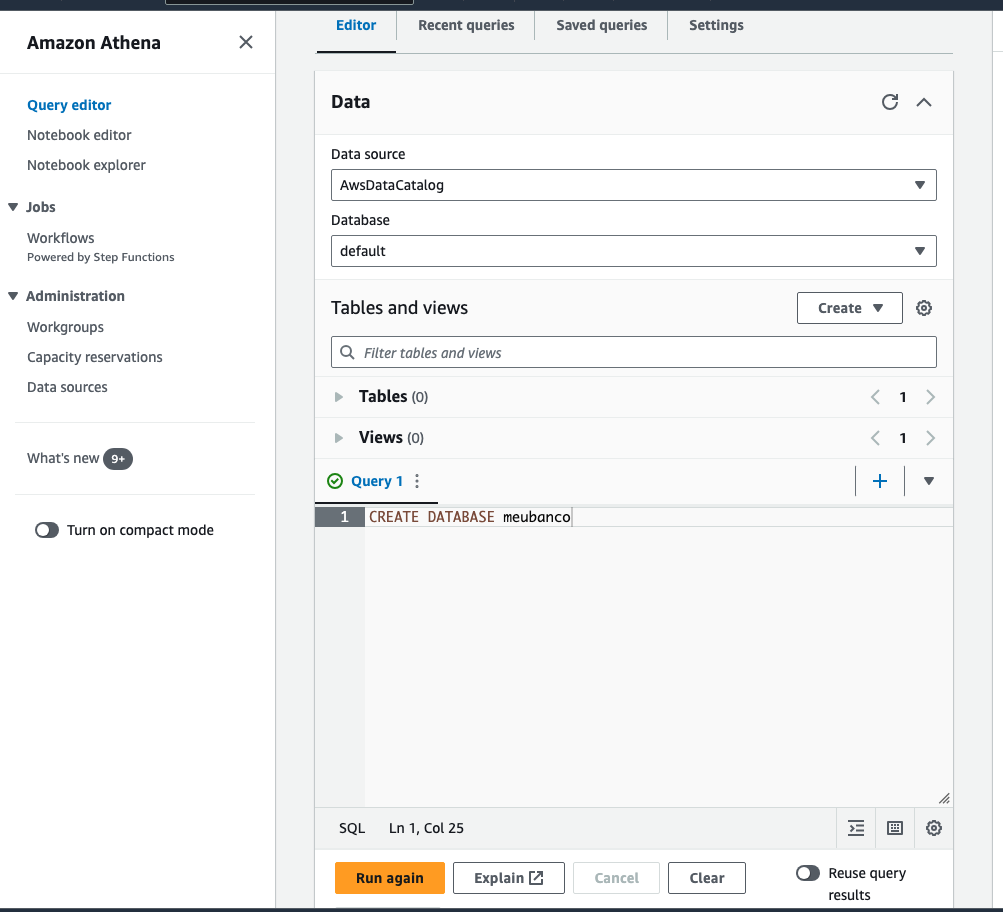 Amazon Athena
Query editor
Notebook editor
Notebook explorer
Jobs
Workflows
Powered by Step Functions
Administration
Workgroups
Capacity reservations
Data sources
What's new 9+
Turn on compact mode
Editor Recent queries Saved queries Settings
Data
Data source
AwsDataCatalog
Database
default
Tables and views Create
Filter tables and views
Tables (0) 1
Views (0) 1
Query 1
1 CREATE DATABASE meubanco
SQL Ln 1, Col 25
Run again Explain Cancel Clear Reuse query
results